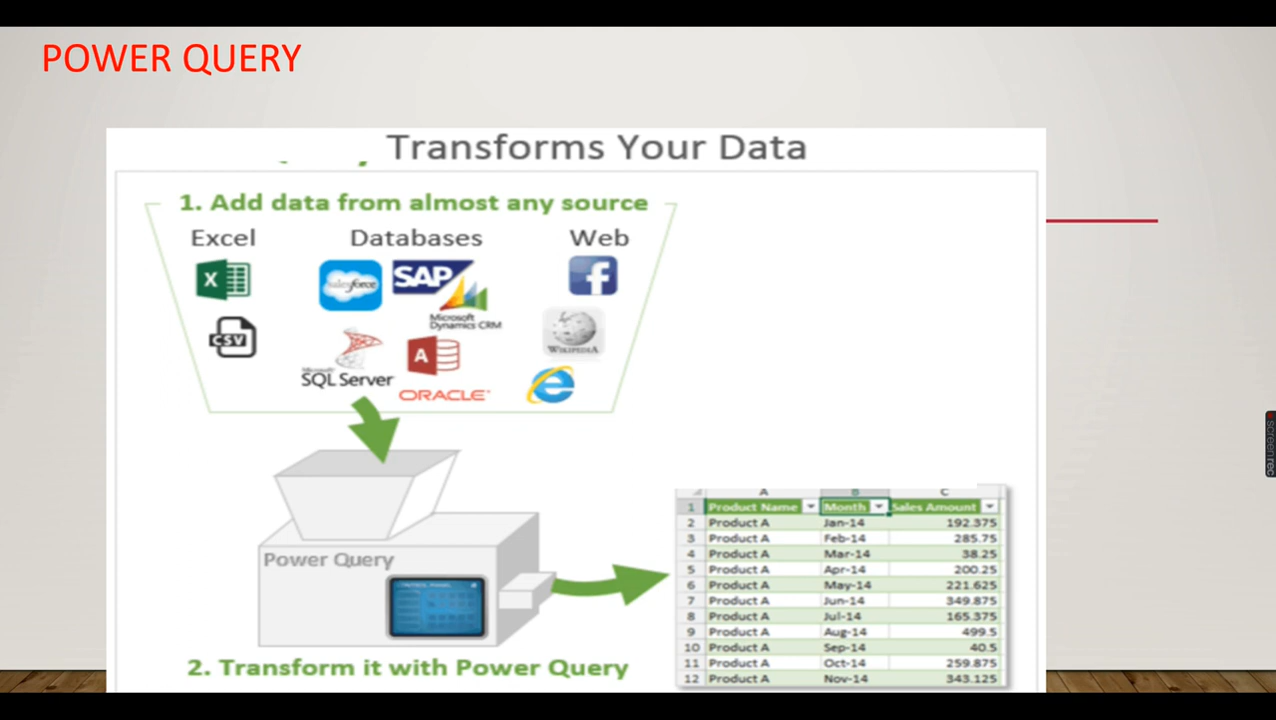 POWER QUERY
Transforms Your Data
1. Add data from almost any source
Excel Databases Web
X salesforce SAP f
Microsoft
Dynamics CRM
CSV A WIKIPEDIA
Microsoft
SQL Server
ORACLE
Power Query
2. Transform it with Power Query
A B C
1 Product Name Month Sales Amount
2 Product A Jan-14 192.375
3 Product A Feb-14 285.75
4 Product A Mar-14 38.25
5 Product A Apr-14 200.25
6 Product A May-14 221.625
7 Product A Jun-14 349.875
8 Product A Jul-14 165.375
9 Product A Aug-14 499.5
10 Product A Sep-14 40.5
11 Product A Oct-14 259.875
12 Product A Nov-14 343.125
screenrec